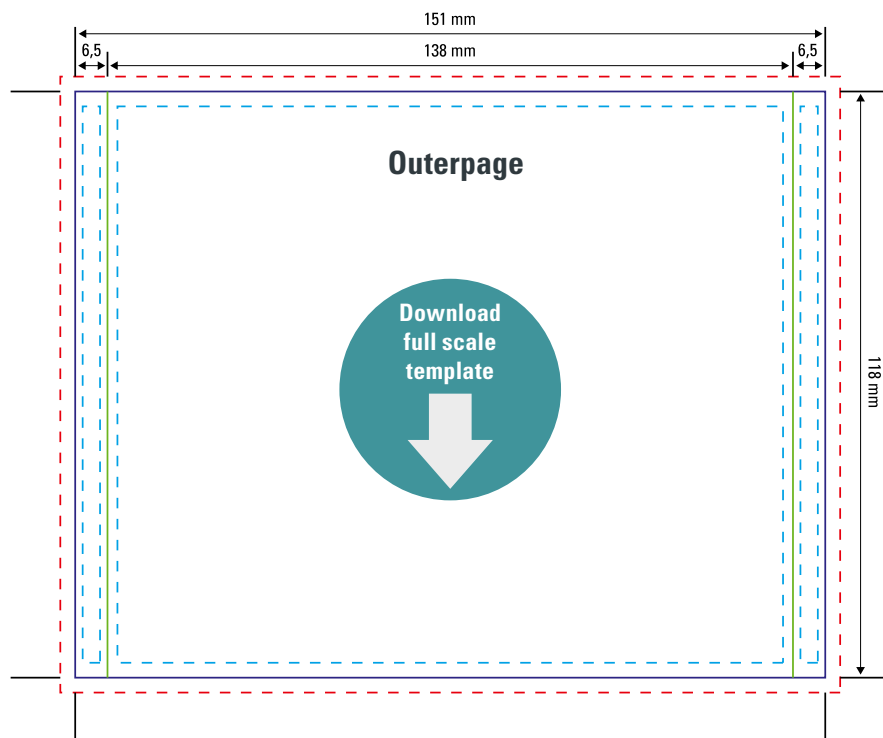 151 mm
6,5
138 mm
6,5
Outerpage
Download
full scale
template
118 mm